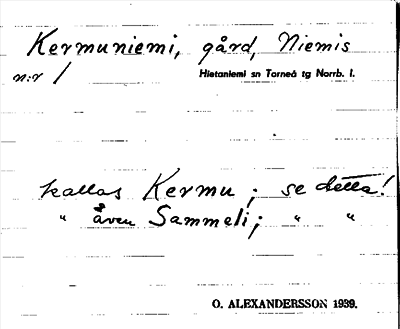 Kermuniemi, gård, Niemis
n:r 1 Hietaniemi sn Torneå tg Norrb. l.
kallas Kermu; se detta!
" även Sammeli; " "
O. ALEXANDERSSON 1939.